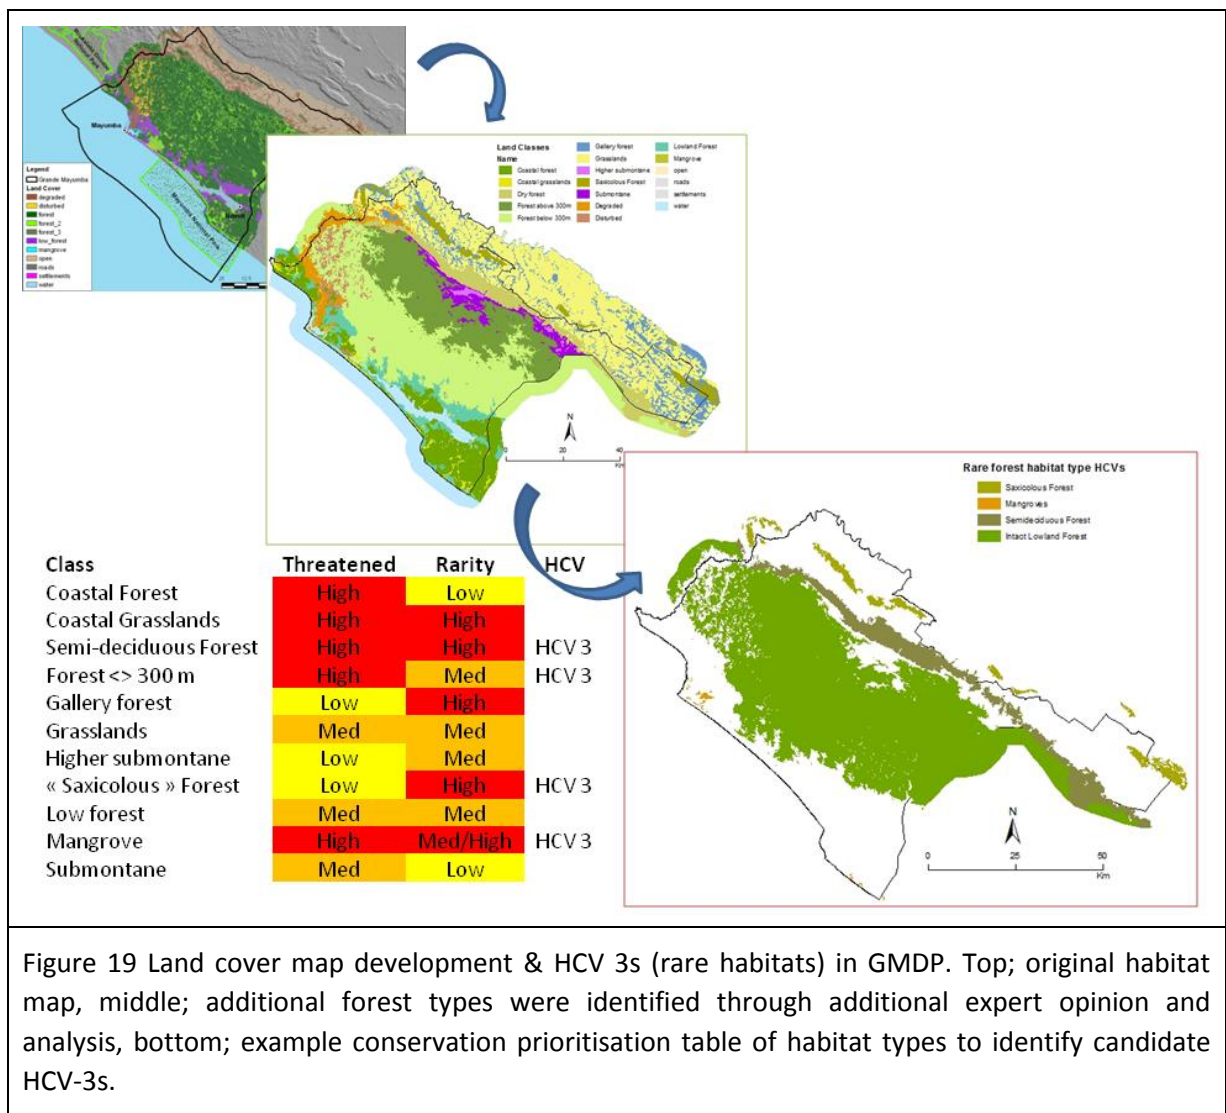 Mayumba
Mayumba National Park
Legend
Grande Mayumba
Land Cover
degraded
disturbed
forest
forest_2
forest_3
low_forest
mangrove
open
roads
settlements
water
Land Classes
Name
Coastal forest
Coastal grasslands
Dry forest
Forest above 300m
Forest below 300m
Gallery forest
Grasslands
Higher submontane
Saxicolous Forest
Submontane
Degraded
Disturbed
Lowland Forest
Mangrove
open
roads
settlements
water
N
0 20 40
Km
Rare forest habitat type HCVs
Saxicolous Forest
Mangroves
Semideciduous Forest
Intact Lowland Forest
N
0 25 50
Km
Class Threatened Rarity HCV
Coastal Forest High Low
Coastal Grasslands High High
Semi-deciduous Forest High High HCV 3
Forest <> 300 m High Med HCV 3
Gallery forest Low High
Grasslands Med Med
Higher submontane Low Med
« Saxicolous » Forest Low High HCV 3
Low forest Med Med
Mangrove High Med/High HCV 3
Submontane Med Low
Figure 19 Land cover map development & HCV 3s (rare habitats) in GMDP. Top; original habitat
map, middle; additional forest types were identified through additional expert opinion and
analysis, bottom; example conservation prioritisation table of habitat types to identify candidate
HCV-3s.